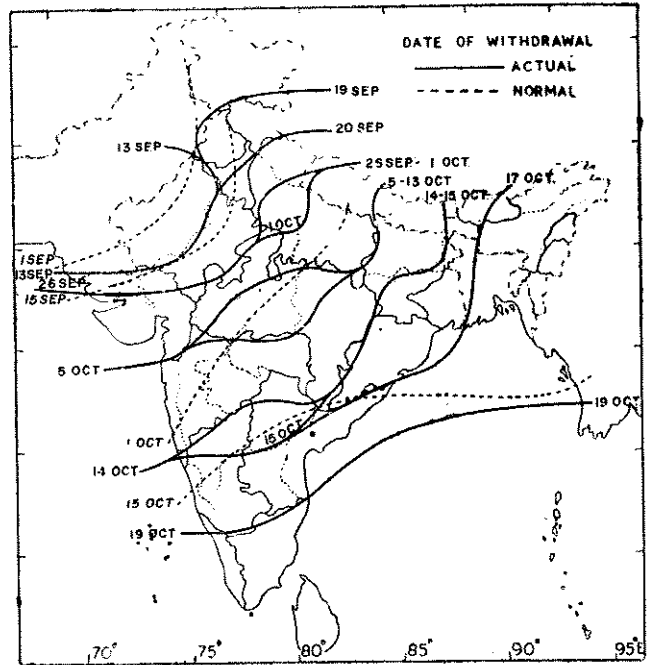 DATE OF WITHDRAWAL
ACTUAL
NORMAL
19 SEP
20 SEP
13 SEP
25 SEP - 1 OCT
5 - 13 OCT
17 OCT.
14-15 OCT.
1 OCT
1 SEP
13 SEP
26 SEP
15 SEP
5 OCT
19 OCT
1 OCT
15 OCT
14 OCT
15 OCT
19 OCT
70° 75° 80° 85° 90° 95E